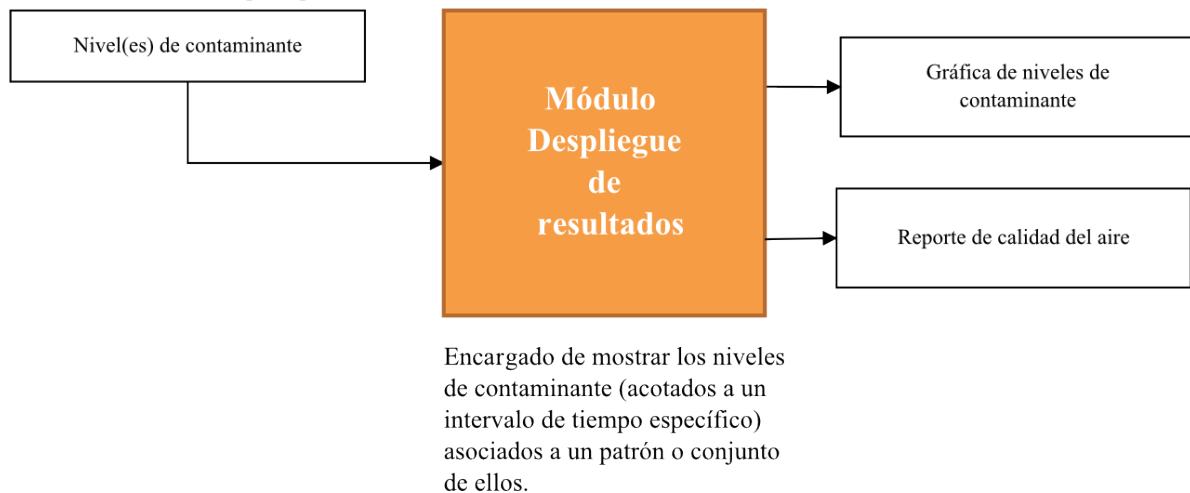 Nivel(es) de contaminante
Módulo
Despliegue
de
resultados
Gráfica de niveles de
contaminante
Reporte de calidad del aire
Encargado de mostrar los niveles
de contaminante (acotados a un
intervalo de tiempo específico)
asociados a un patrón o conjunto
de ellos.